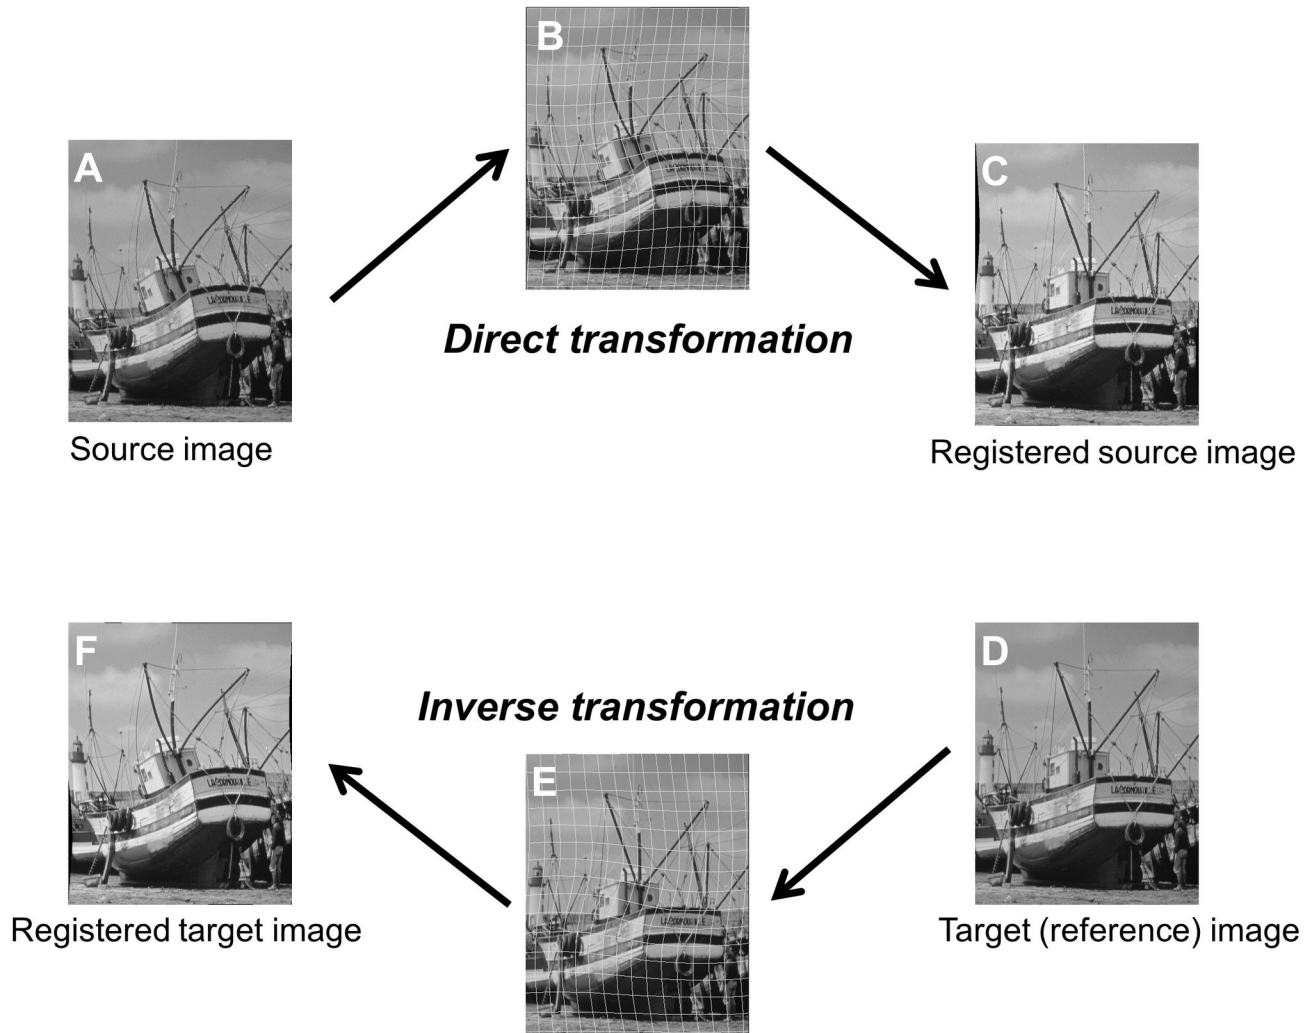 B
A
C
Direct transformation
Source image
Registered source image
F
D
Inverse transformation
E
Registered target image
Target (reference) image